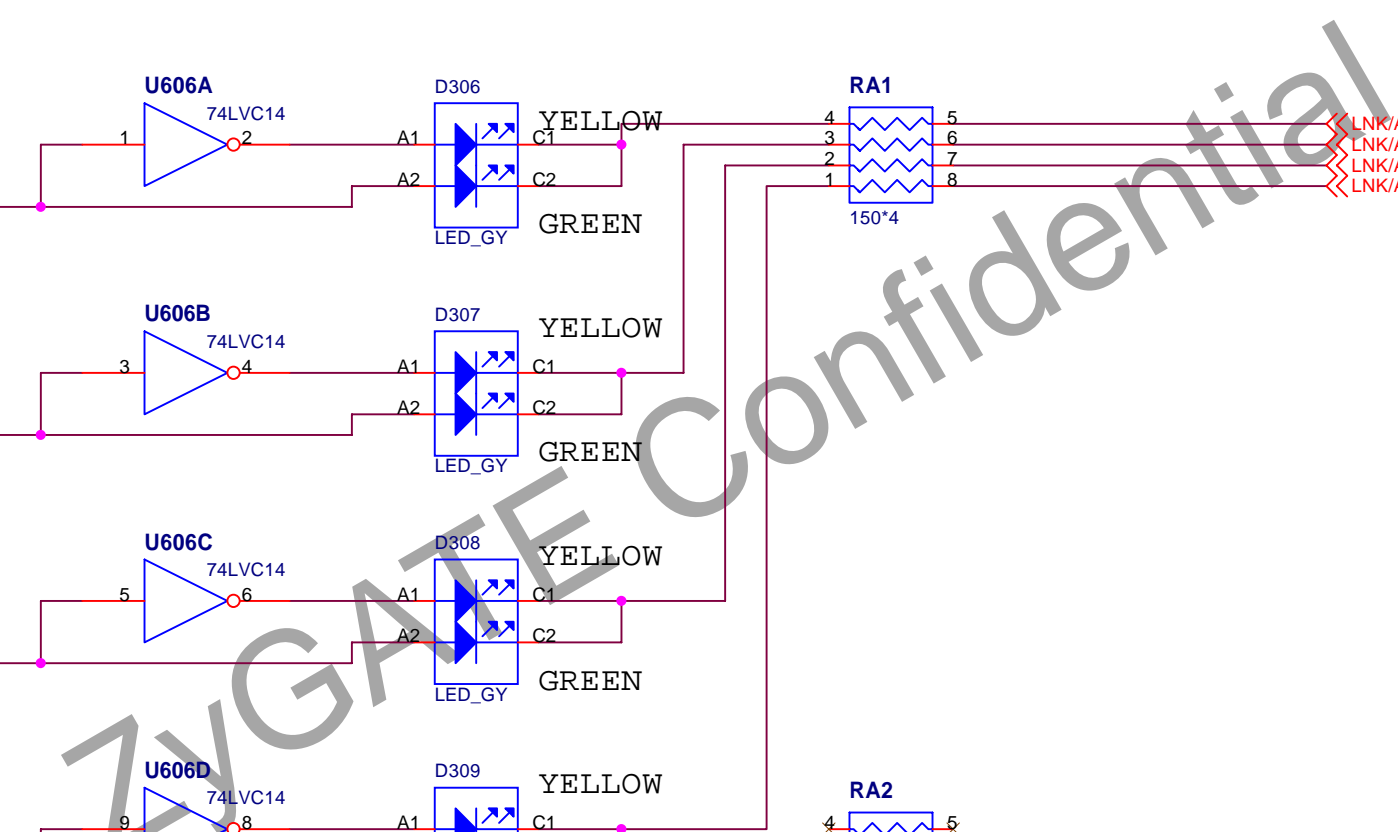 U606A
74LVC14
1
2
D306
A1
A2
C1
C2
YELLOW
GREEN
LED_GY
RA1
4
3
2
1
5
6
7
8
150*4
LNK/A
LNK/A
LNK/A
LNK/A
U606B
74LVC14
3
4
D307
A1
A2
C1
C2
YELLOW
GREEN
LED_GY
U606C
74LVC14
5
6
D308
A1
A2
C1
C2
YELLOW
GREEN
LED_GY
U606D
74LVC14
9
8
D309
A1
C1
YELLOW
RA2
4
5
ZyGATE Confidential